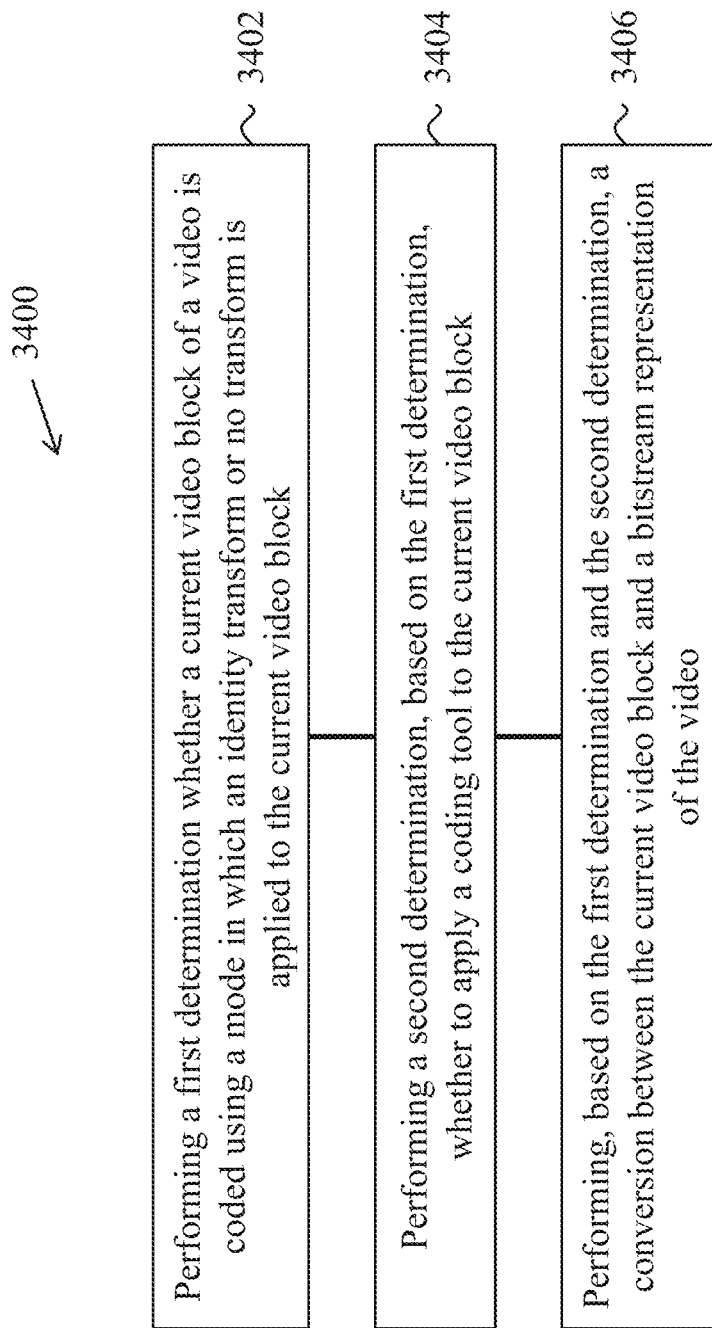 3400
Performing a first determination whether a current video block of a video is
coded using a mode in which an identity transform or no transform is
applied to the current video block
3402
Performing a second determination, based on the first determination,
whether to apply a coding tool to the current video block
3404
Performing, based on the first determination and the second determination, a
conversion between the current video block and a bitstream representation
of the video
3406